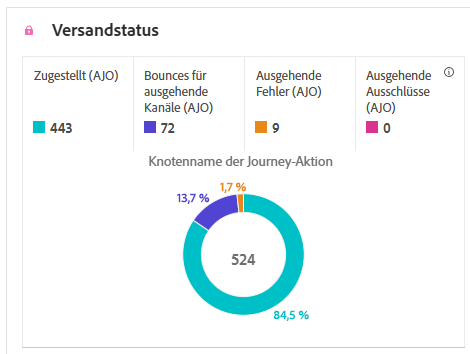 Versandstatus
Zugestellt (AJO)
443
Bounces für
ausgehende
Kanäle (AJO)
72
Ausgehende
Fehler (AJO)
9
Ausgehende
Ausschlüsse
(AJO)
0
Knotenname der Journey-Aktion
1,7 %
13,7 %
524
84,5 %